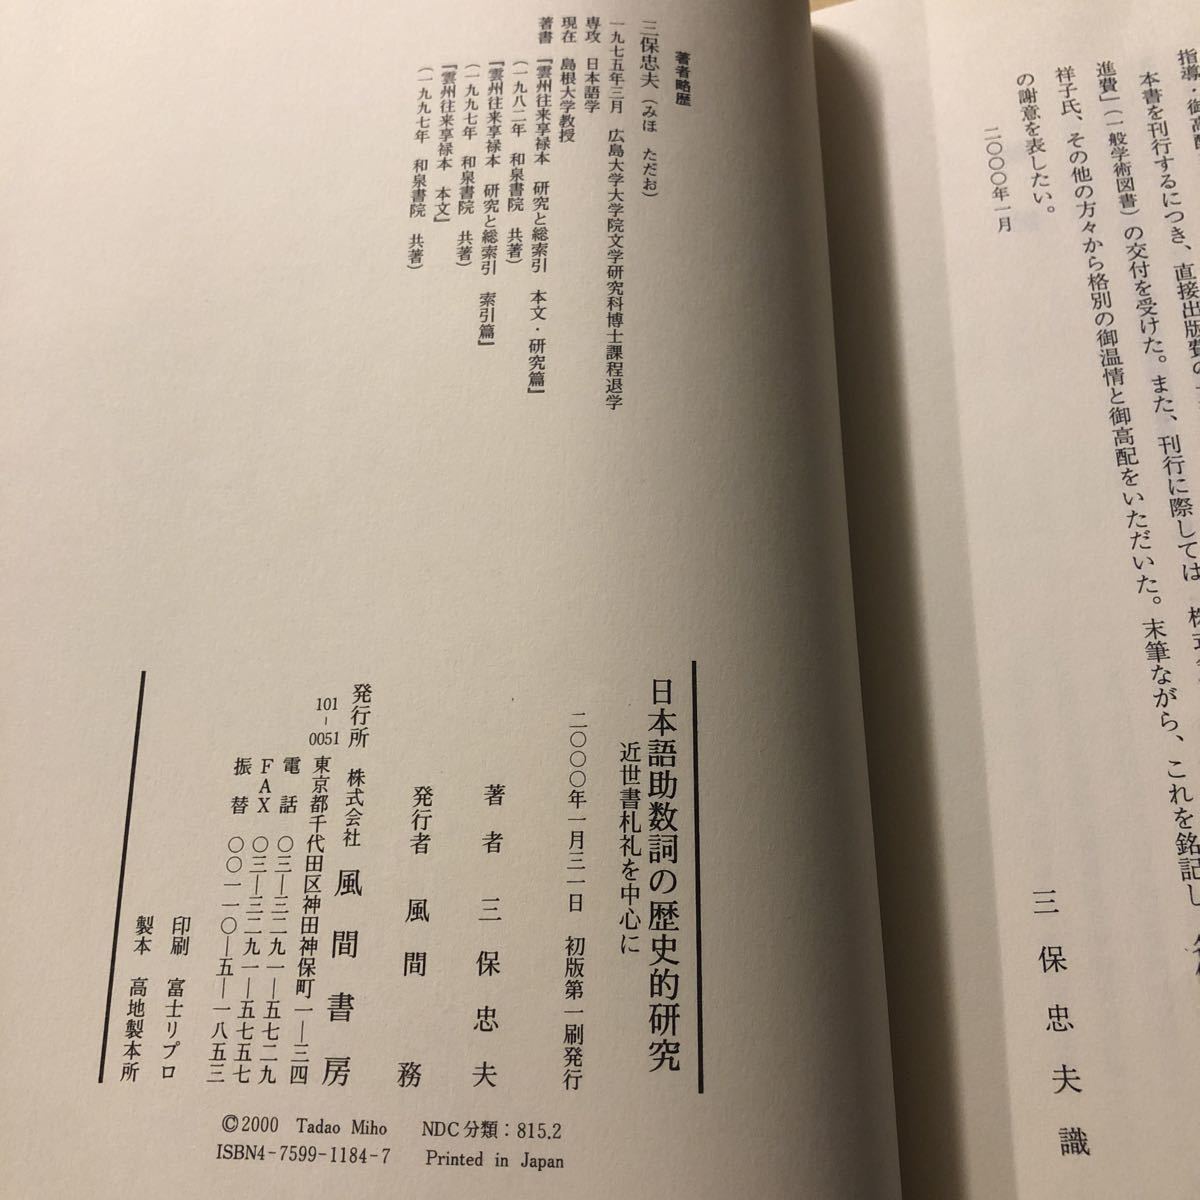 指導・御高配
本書を刊行するにつき、直接出版費の
進費」(一般学術図書)の交付を受けた。また、刊行に際しては、株式会
祥子氏、その他の方々から格別の御温情と御高配をいただいた。末筆ながら、これを銘記し、
の謝意を表したい。
二〇〇〇年一月
三保忠夫識
著者略歴
三保忠夫(みほ ただお)
一九七五年三月 広島大学大学院文学研究科博士課程退学
専攻 日本語学
現在 島根大学教授
著書 『雲州往来享禄本 研究と総索引 本文・研究篇』
(一九八二年 和泉書院 共著)
『雲州往来享禄本 研究と総索引 索引篇』
(一九九七年 和泉書院 共著)
『雲州往来享禄本 本文』
(一九九七年 和泉書院 共著)
日本語助数詞の歴史的研究
近世書札礼を中心に
二〇〇〇年一月三一日 初版第一刷発行
著者 三保忠夫
発行者 風間務
発行所 株式会社 風間書房
101-0051 東京都千代田区神田神保町一―三四
電話 〇三―三二九一―五七二九
FAX 〇三―三二九一―五七五七
振替 〇〇一一〇―五―一八五三
印刷 富士リプロ
製本 高地製本所
©2000 Tadao Miho NDC分類:815.2
ISBN4-7599-1184-7 Printed in Japan